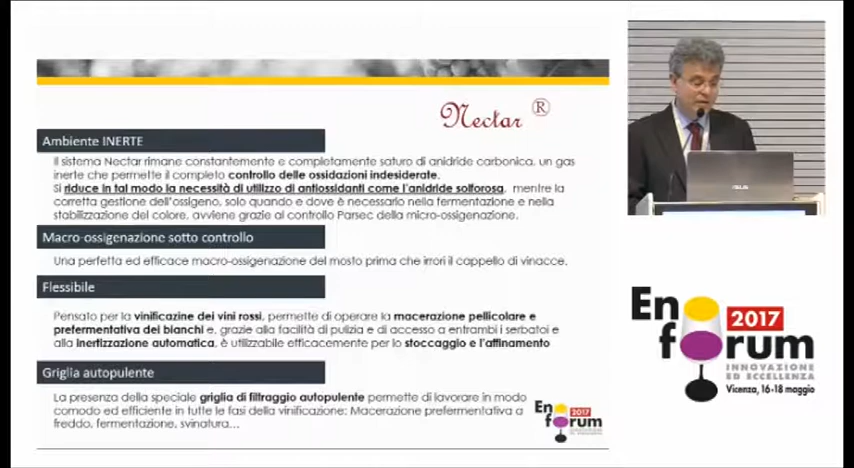 Nectar ®
Ambiente INERTE
Il sistema Nectar rimane constantemente e completamente saturo di anidride carbonica, un gas
inerte che permette il completo controllo delle ossidazioni indesiderate.
Si riduce in tal modo la necessità di utilizzo di antiossidanti come l'anidride solforosa, mentre la
corretta gestione dell'ossigeno, solo quando e dove è necessario nella fermentazione e nella
stabilizzazione del colore, avviene grazie al controllo Parsec della micro-ossigenazione.
Macro-ossigenazione sotto controllo
Una perfetta ed efficace macro-ossigenazione del mosto prima che irrori il cappello di vinacce.
Flessibile
Pensato per la vinificazine dei vini rossi, permette di operare la macerazione pellicolare e
prefermentativa dei bianchi e, grazie alla facilità di pulizia e di accesso a entrambi i serbatoi e
alla inertizzazione automatica, è utilizzabile efficacemente per lo stoccaggio e l'affinamento
Griglia autopulente
La presenza della speciale griglia di filtraggio autopulente permette di lavorare in modo
comodo ed efficiente in tutte le fasi della vinificazione: Macerazione prefermentativa a
freddo, fermentazione, svinatura...
En
2017
forum
ASUS
En
2017
forum
INNOVAZIONE
ED ECCELLENZA
Vicenza, 16-18 maggio